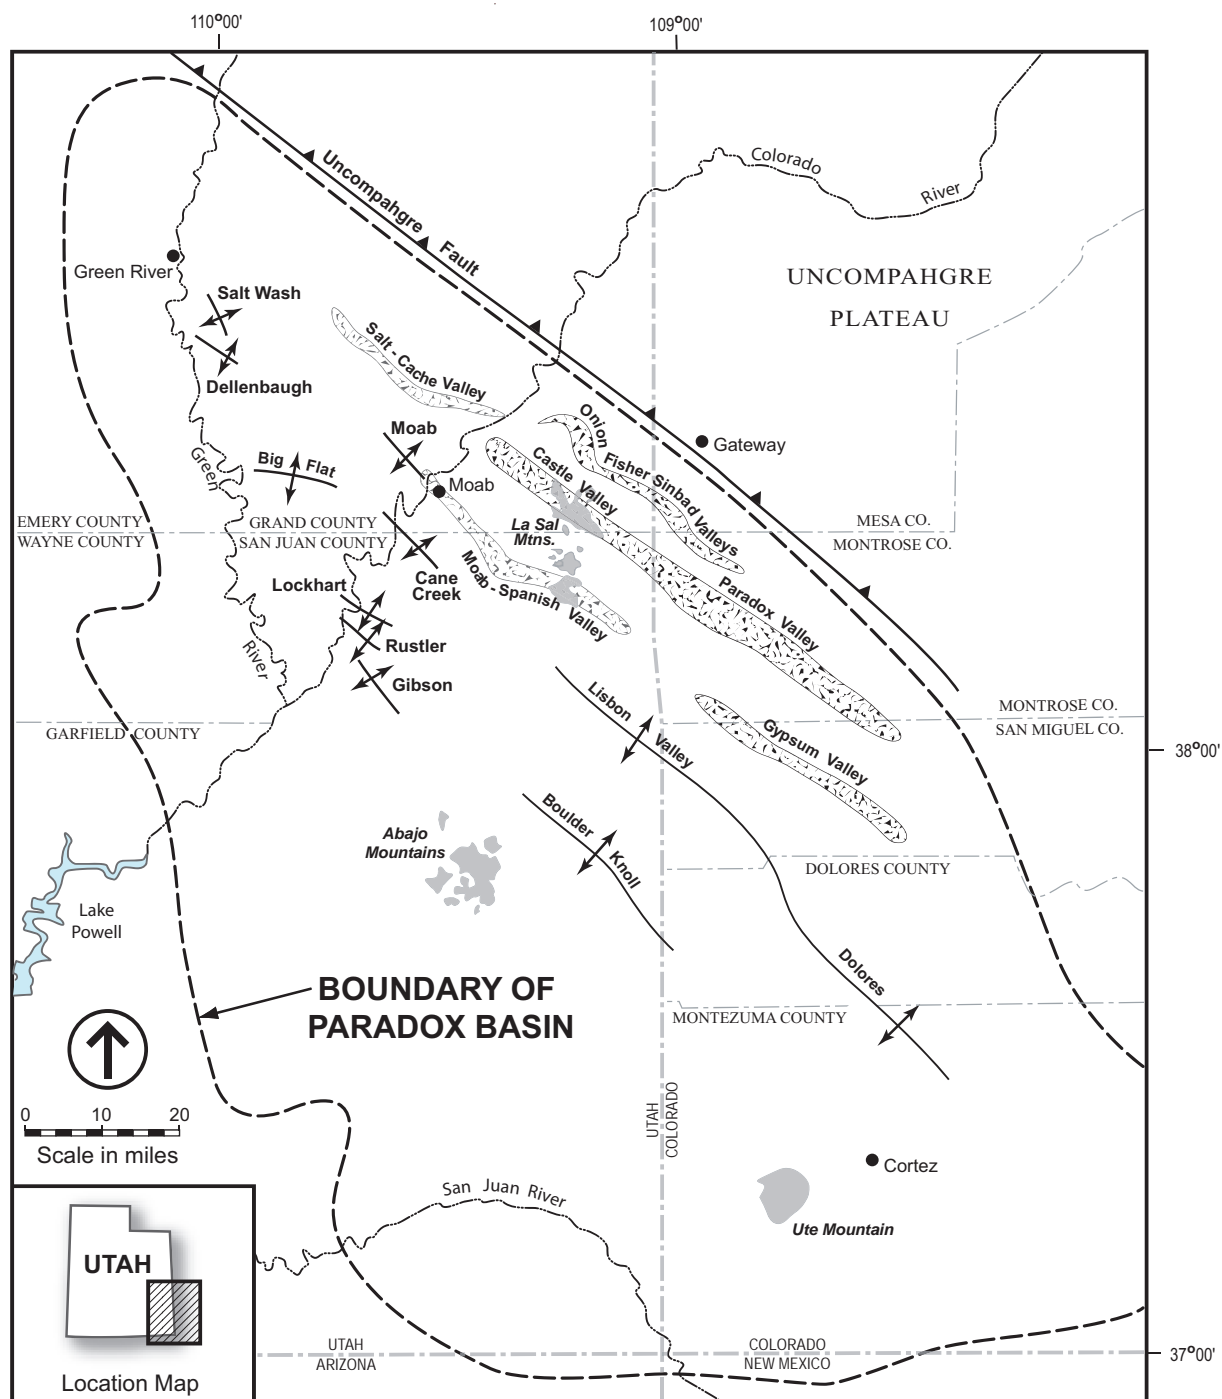 110°00'
109°00'
Colorado
River
Uncompahgre
Fault
UNCOMPAHGRE
PLATEAU
Green River
Salt Wash
Dellenbaugh
Salt - Cache Valley
Moab
Onion
Fisher Sinbad
Valleys
Gateway
Big Flat
Green
River
Moab
Castle Valley
La Sal
Mtns.
EMERY COUNTY
WAYNE COUNTY
GRAND COUNTY
SAN JUAN COUNTY
MESA CO.
MONTROSE CO.
Cane
Creek
Moab - Spanish Valley
Paradox Valley
Lockhart
Rustler
Gibson
GARFIELD COUNTY
Lisbon
Valley
Gypsum Valley
MONTROSE CO.
SAN MIGUEL CO.
38°00'
Boulder
Knoll
Abajo
Mountains
DOLORES COUNTY
Lake
Powell
Dolores
BOUNDARY OF
PARADOX BASIN
MONTEZUMA COUNTY
0 10 20
Scale in miles
UTAH
COLORADO
Cortez
San Juan River
Ute Mountain
UTAH
Location Map
UTAH
ARIZONA
COLORADO
NEW MEXICO
37°00'